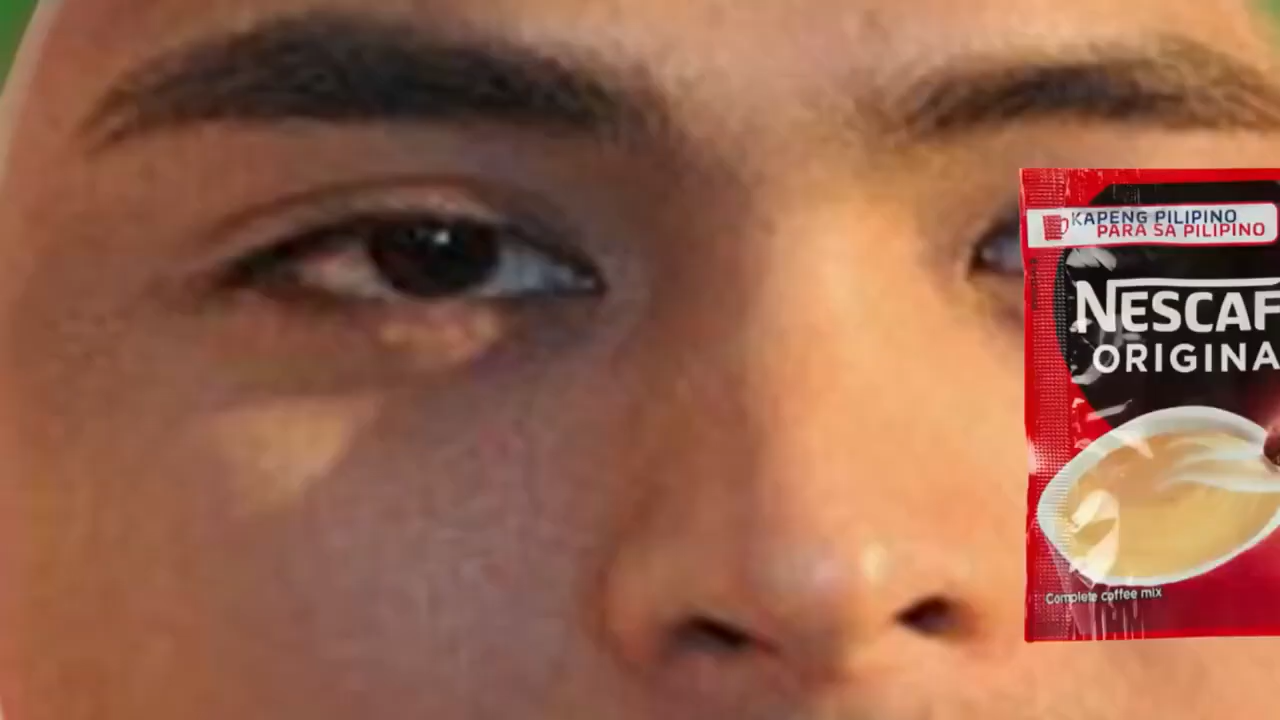 KAPENG PILIPINO
PARA SA PILIPINO
NESCAF
ORIGINA
Complete coffee mix